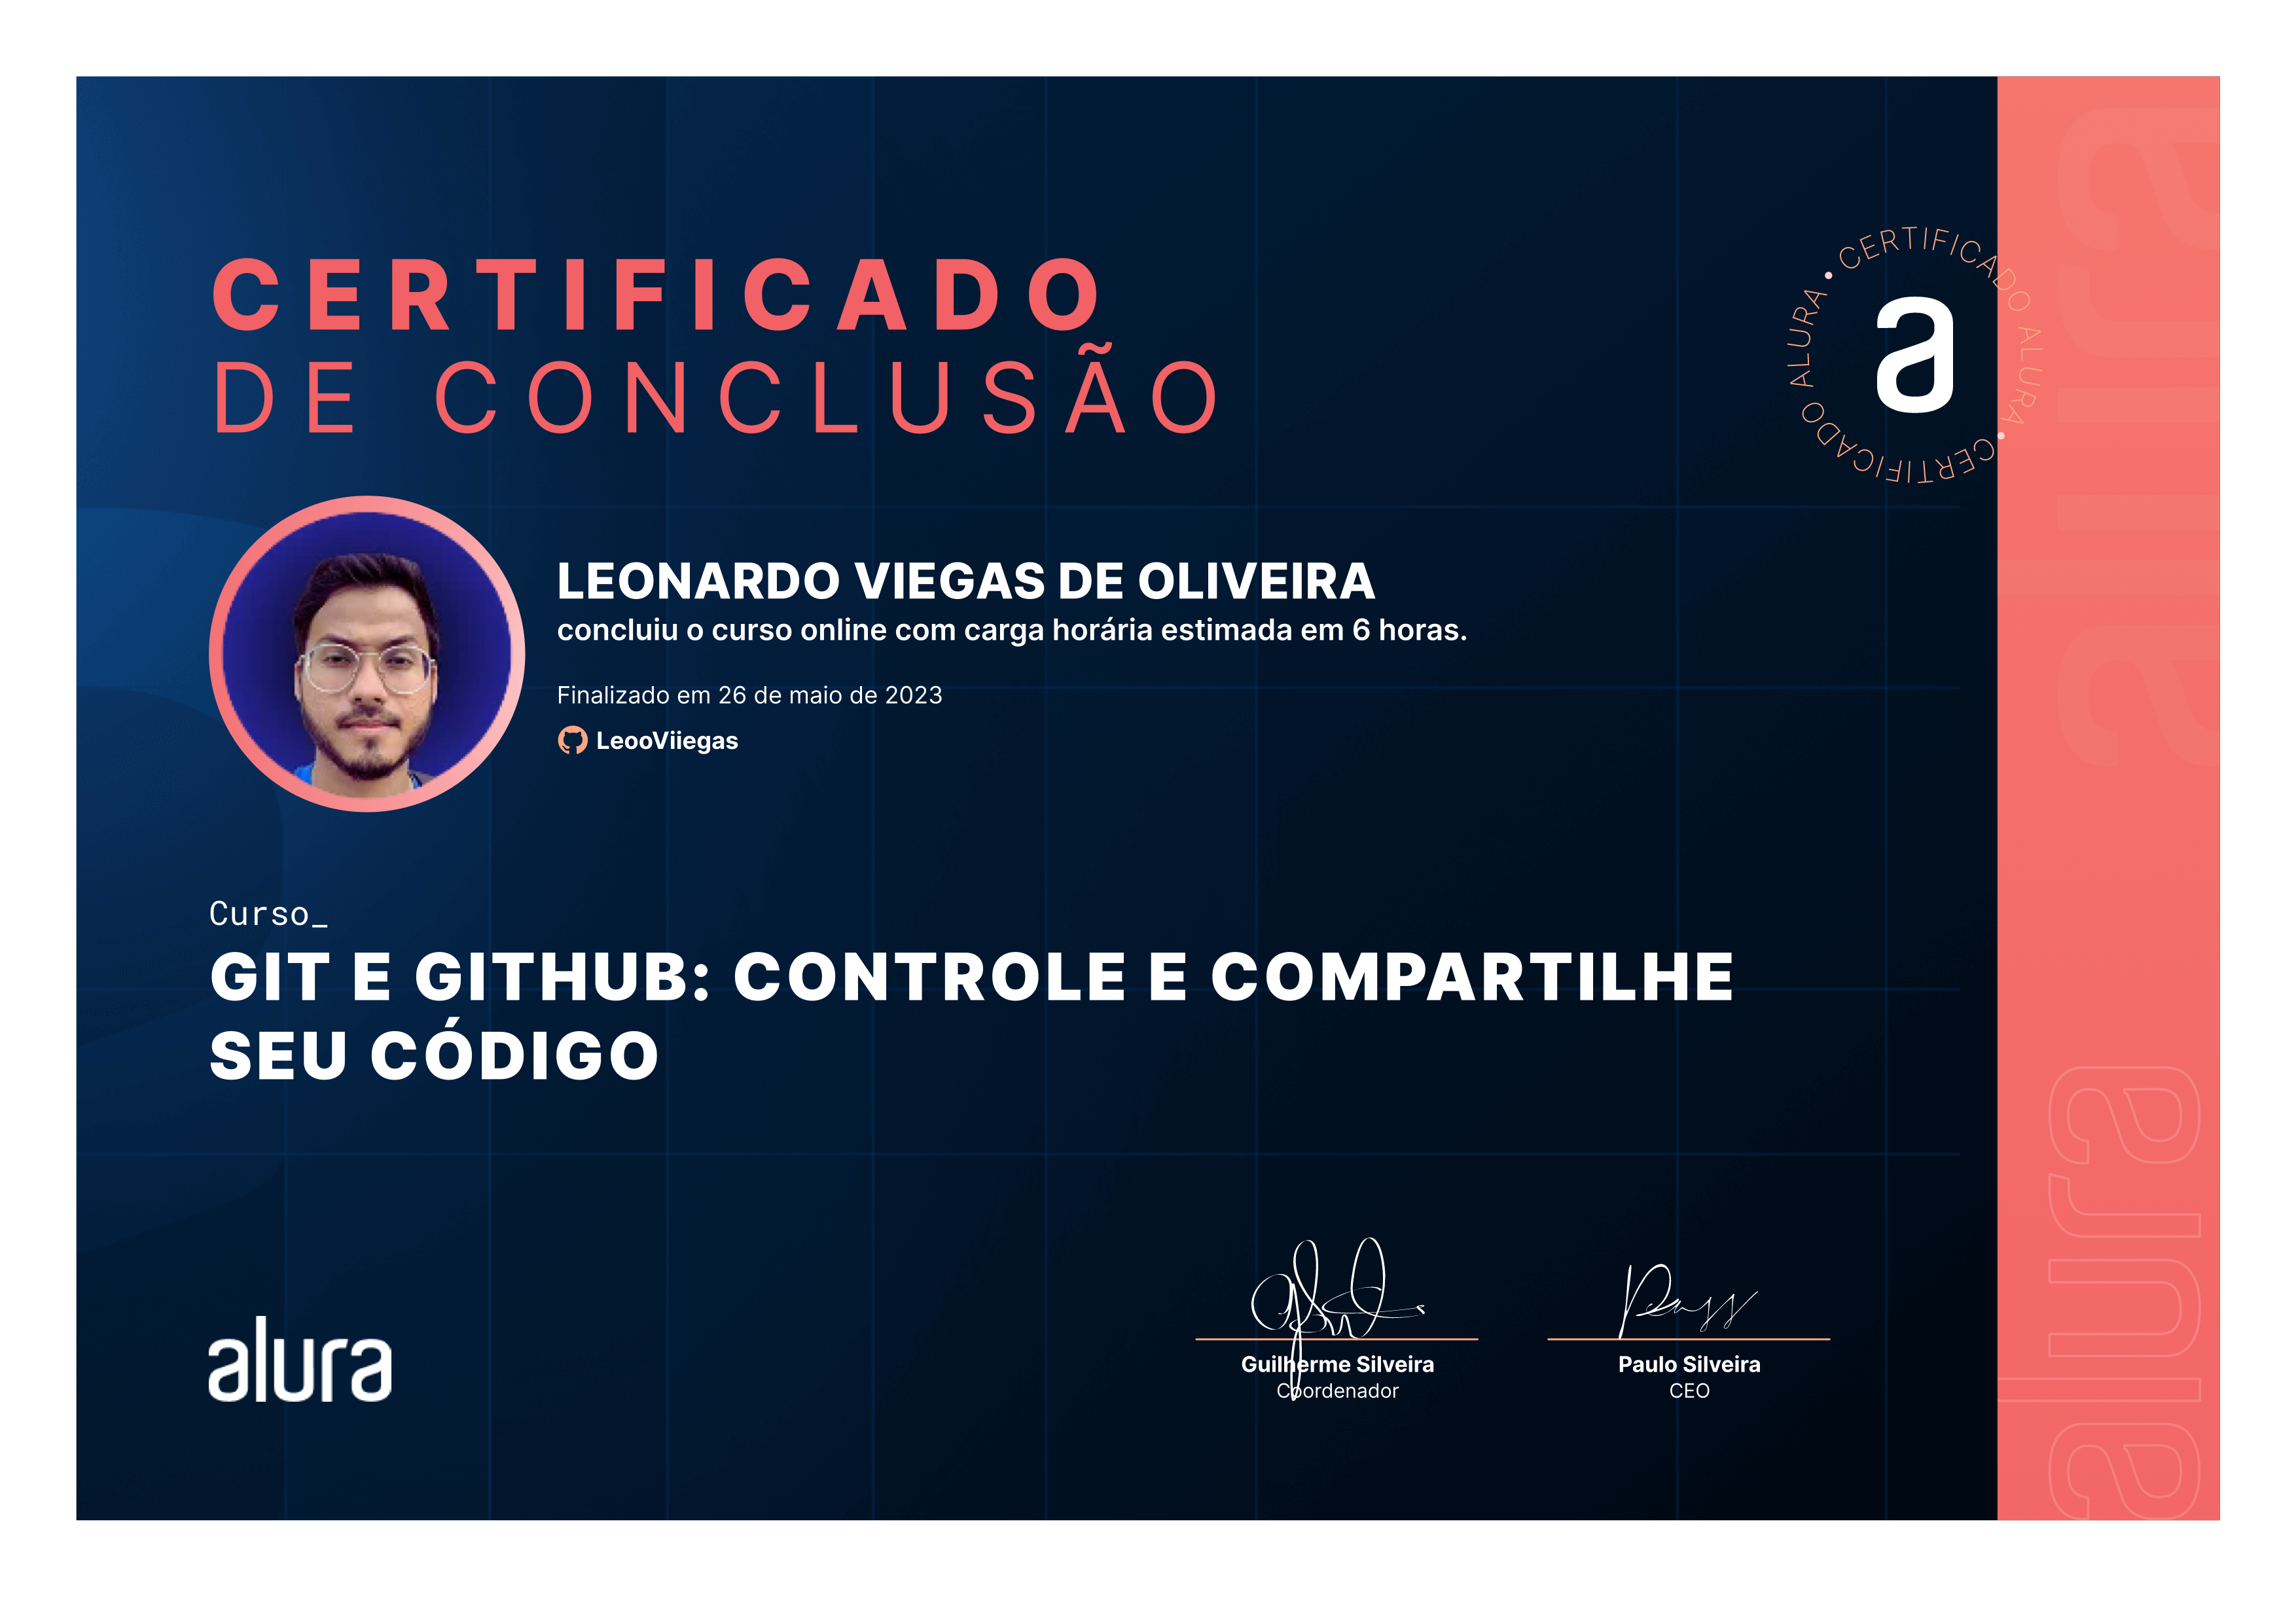 CERTIFICADO
DE CONCLUSÃO
CERTIFICADO ALURA • CERTIFICADO ALURA •
a
LEONARDO VIEGAS DE OLIVEIRA
concluiu o curso online com carga horária estimada em 6 horas.
Finalizado em 26 de maio de 2023
LeooViiegas
Curso_
GIT E GITHUB: CONTROLE E COMPARTILHE
SEU CÓDIGO
alura
Guilherme Silveira
Coordenador
Paulo Silveira
CEO
alura
alura